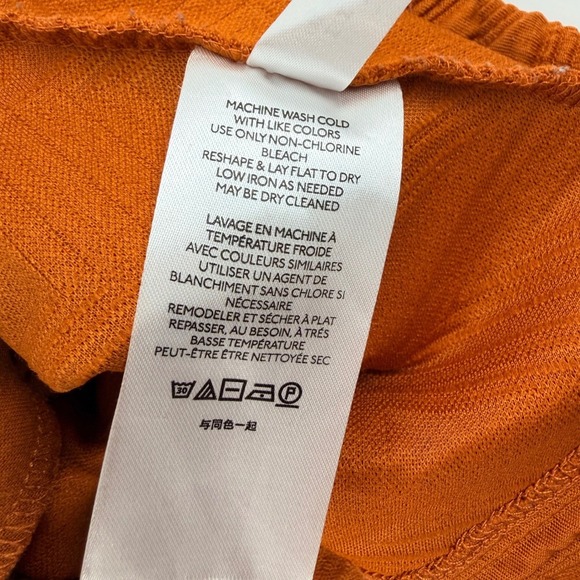 MACHINE WASH COLD
WITH LIKE COLORS
USE ONLY NON-CHLORINE
BLEACH
RESHAPE & LAY FLAT TO DRY
LOW IRON AS NEEDED
MAY BE DRY CLEANED
LAVAGE EN MACHINE À
TEMPÉRATURE FROIDE
AVEC COULEURS SIMILAIRES
UTILISER UN AGENT DE
BLANCHIMENT SANS CHLORE SI
NÉCESSAIRE
REMODELER ET SÉCHER À PLAT
REPASSER, AU BESOIN, À TRÉS
BASSE TEMPÉRATURE
PEUT-ÊTRE ÊTRE NETTOYÉE SEC
30 P
与同色一起